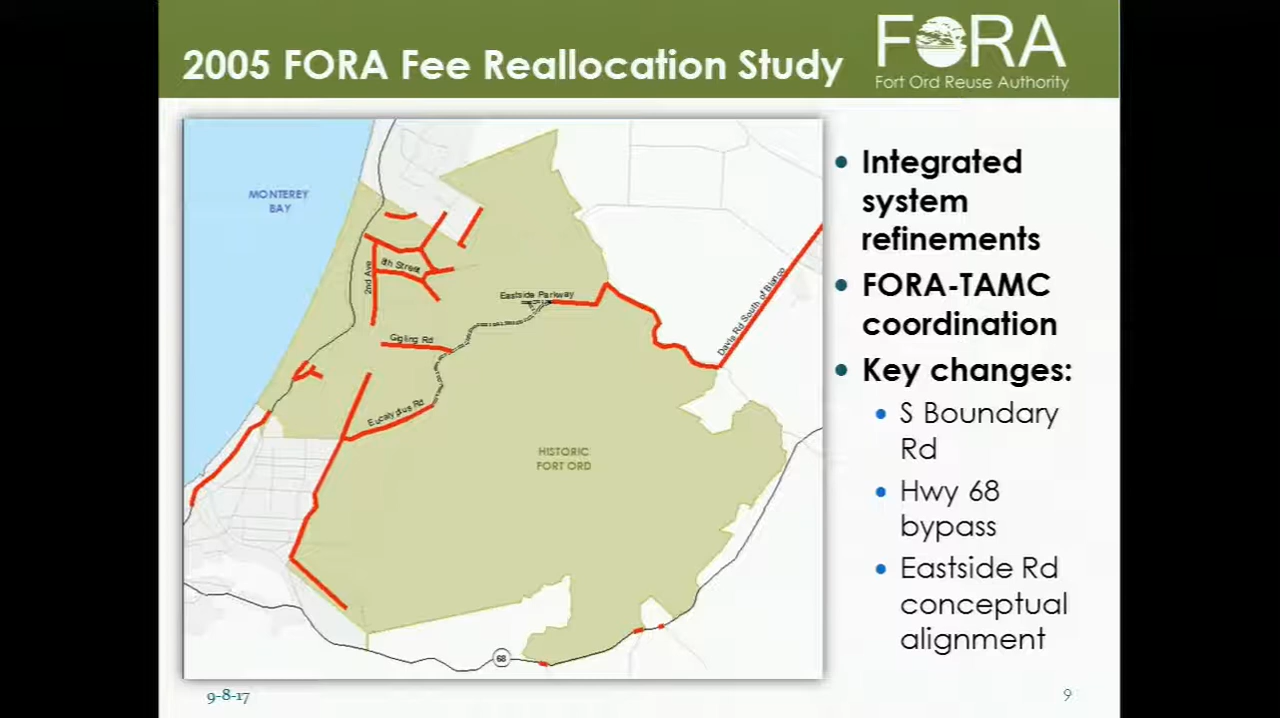 2005 FORA Fee Reallocation Study
FORA
Fort Ord Reuse Authority
MONTEREY
BAY
8th Street
2nd Ave
Eastside Parkway
Gigling Rd
Eucalyptus Rd
Davis Rd South of Blanco
HISTORIC
FORT ORD
68
• Integrated
system
refinements
• FORA-TAMC
coordination
• Key changes:
• S Boundary
Rd
• Hwy 68
bypass
• Eastside Rd
conceptual
alignment
9-8-17
9